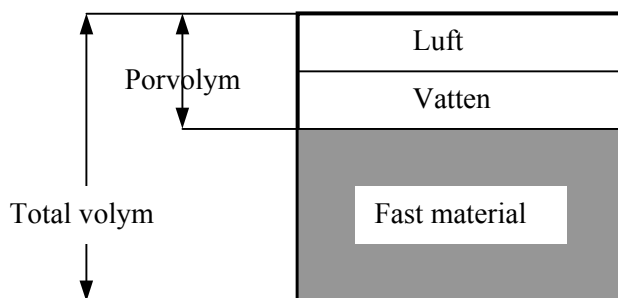 Luft
Porvolym
Vatten
Total volym
Fast material